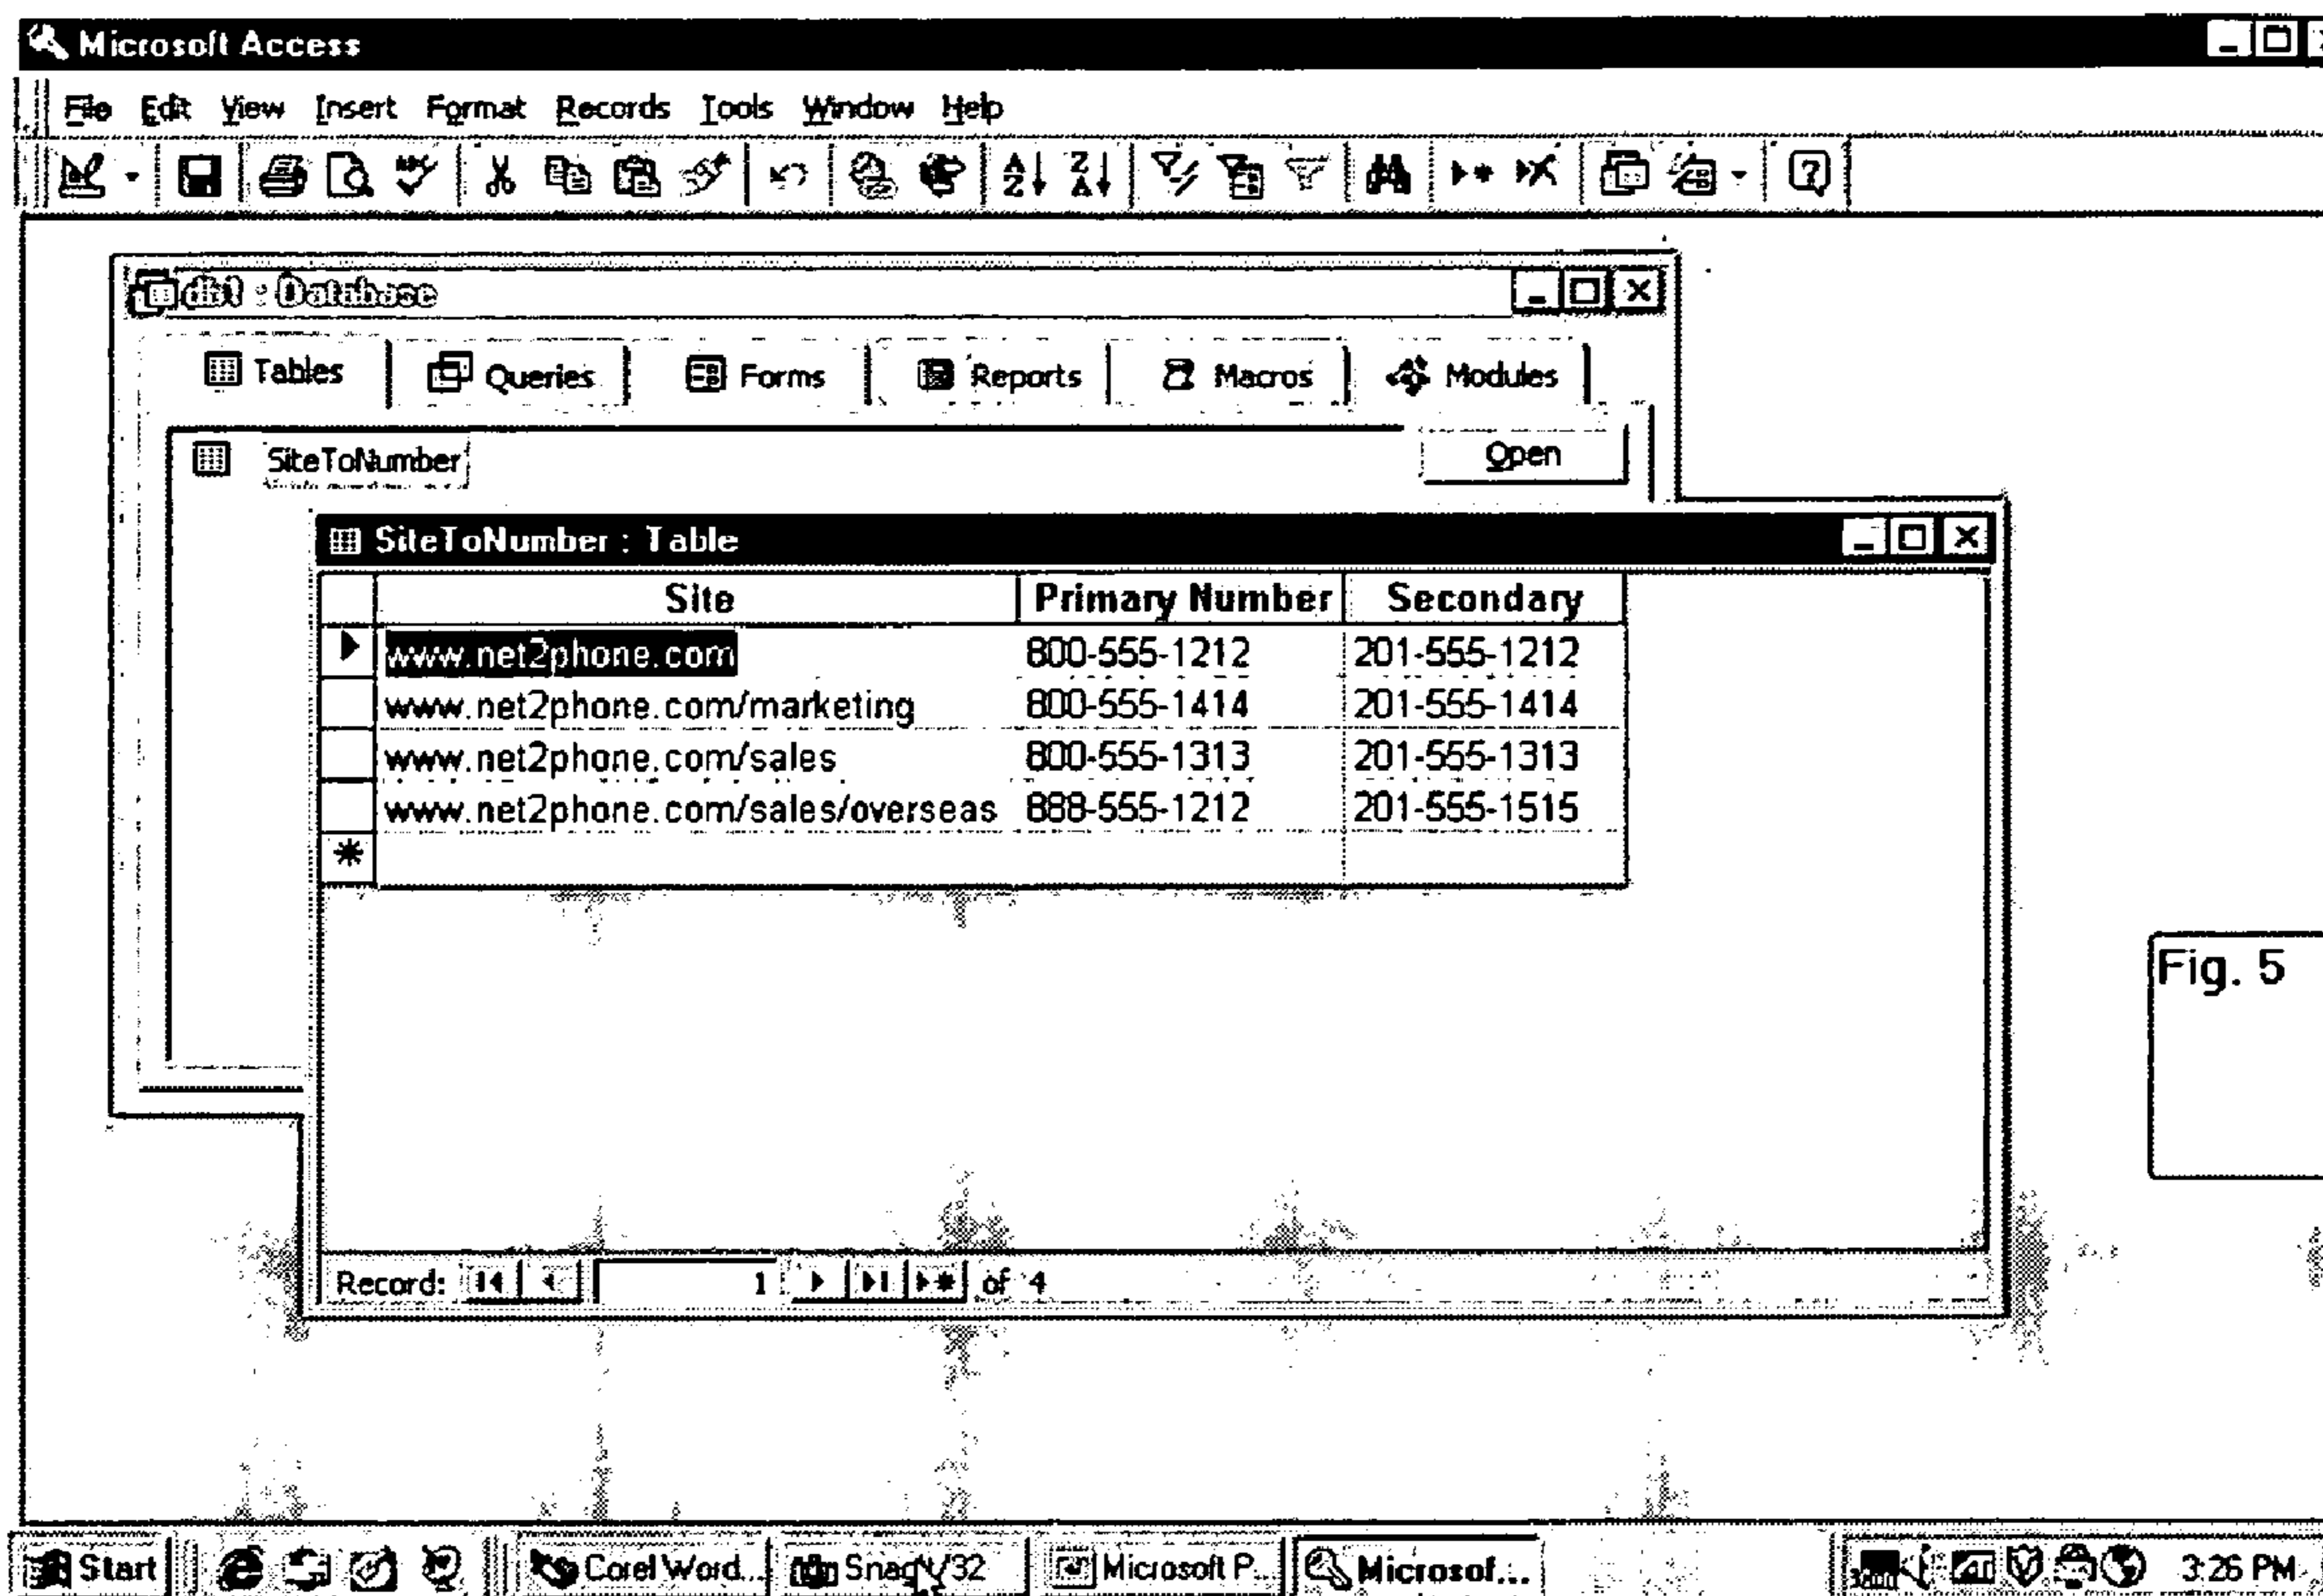 Microsoft Access
File Edit View Insert Format Records Tools Window Help
db1 : Database
Tables Queries Forms Reports Macros Modules
SiteToNumber Open
SiteToNumber : Table
Site Primary Number Secondary
www.net2phone.com 800-555-1212 201-555-1212
www.net2phone.com/marketing 800-555-1414 201-555-1414
www.net2phone.com/sales 800-555-1313 201-555-1313
www.net2phone.com/sales/overseas 888-555-1212 201-555-1515
Fig. 5
Record: 1 of 4
Start Corel Word... SnagIt/32 Microsoft P... Microsof... 3:26 PM